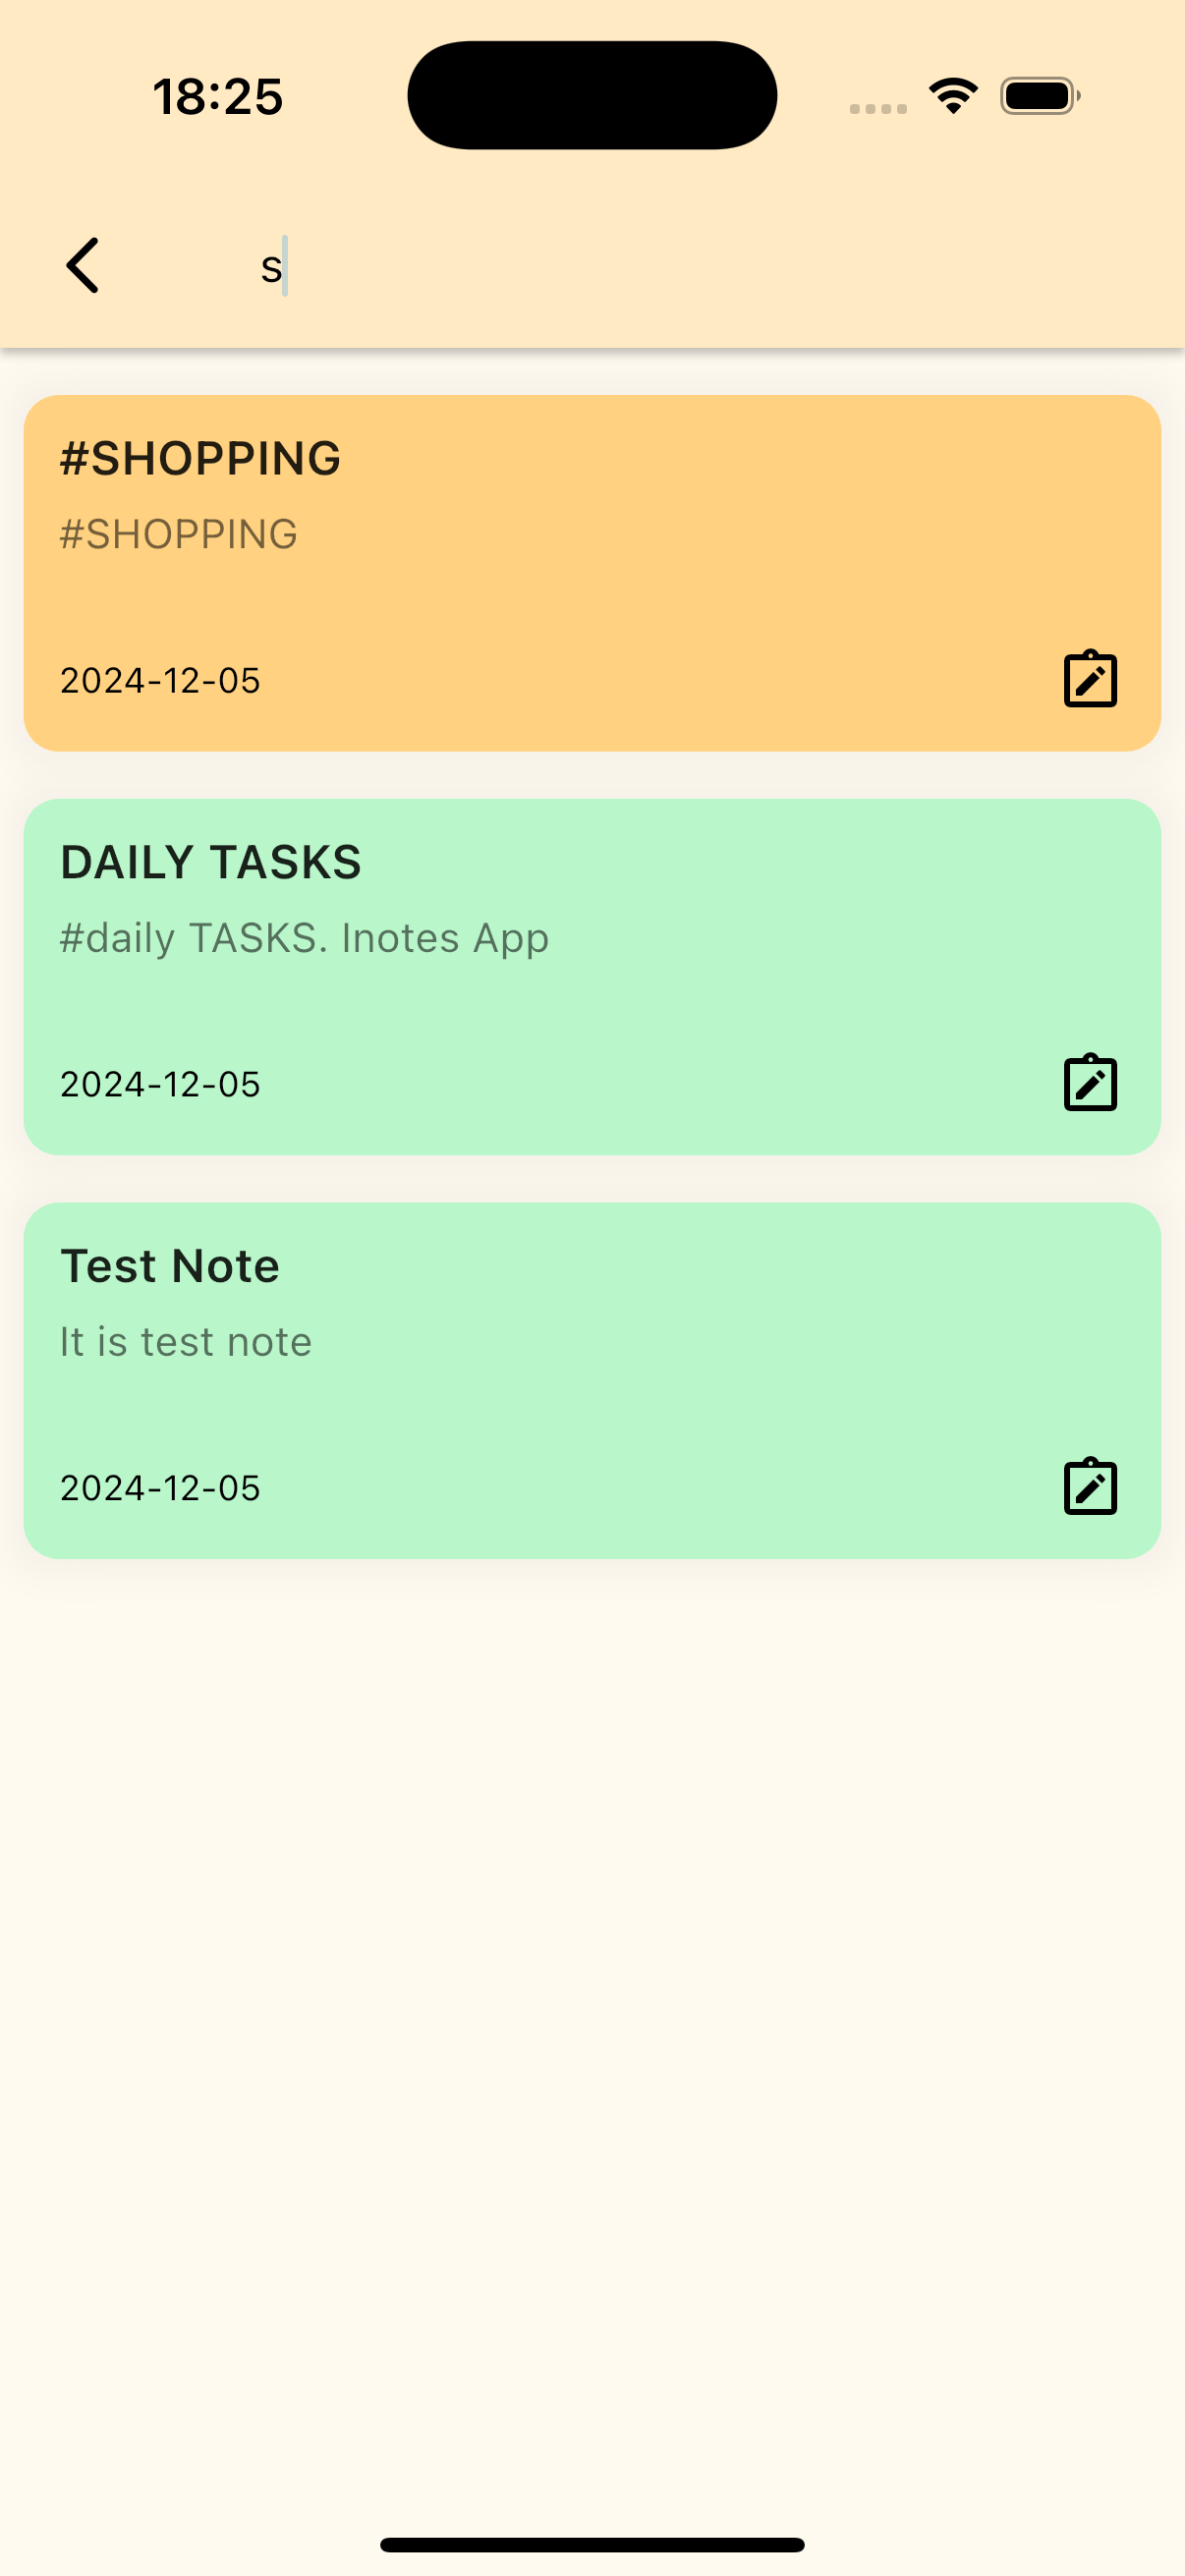 18:25
s
#SHOPPING
#SHOPPING
2024-12-05
DAILY TASKS
#daily TASKS. Inotes App
2024-12-05
Test Note
It is test note
2024-12-05